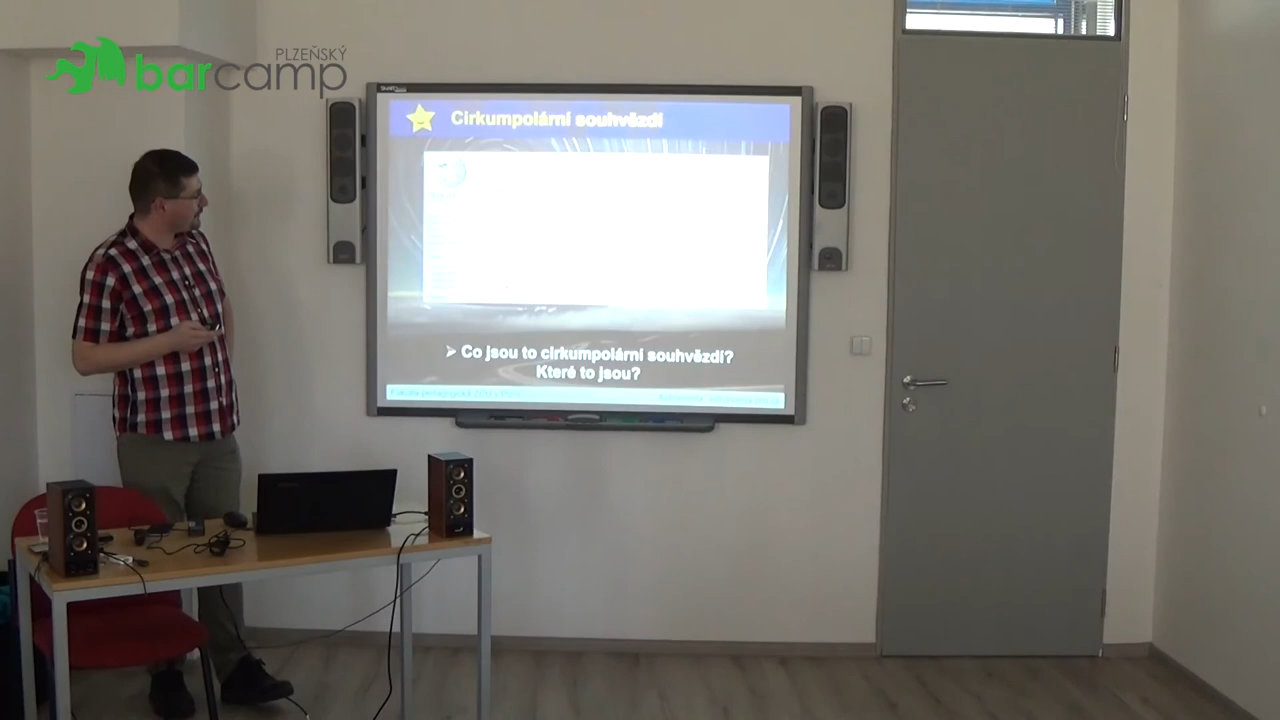 PLZEŇSKÝ
barcamp
Cirkumpolární souhvězdí
➢ Co jsou to cirkumpolární souhvězdí?
Které to jsou?